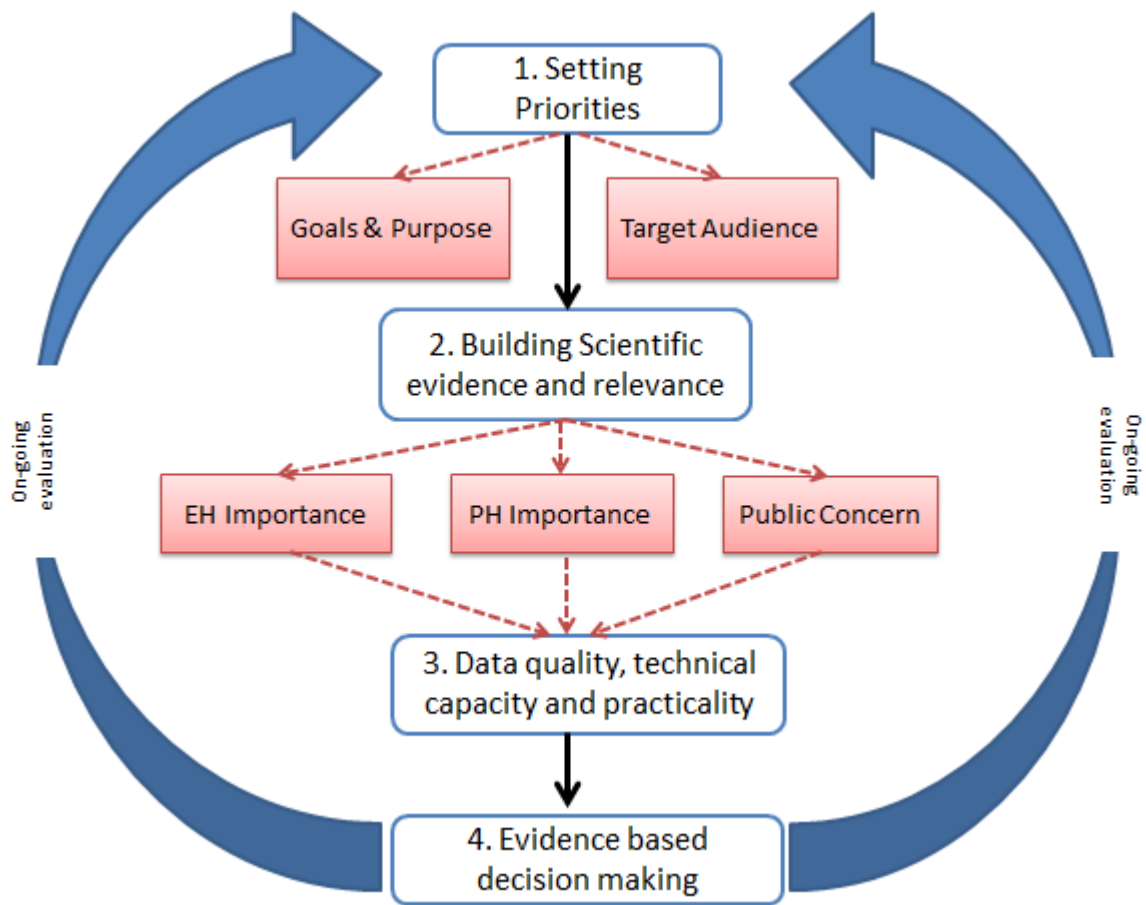 1. Setting
Priorities
Goals & Purpose
Target Audience
2. Building Scientific
evidence and relevance
On-going
evaluation
On-going
evaluation
EH Importance
PH Importance
Public Concern
3. Data quality, technical
capacity and practicality
4. Evidence based
decision making